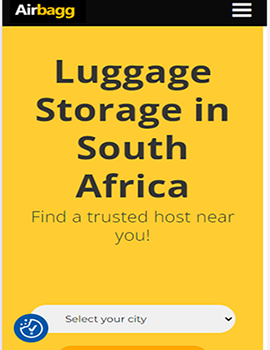 Airbagg
Luggage
Storage in
South
Africa
Find a trusted host near
you!
Select your city